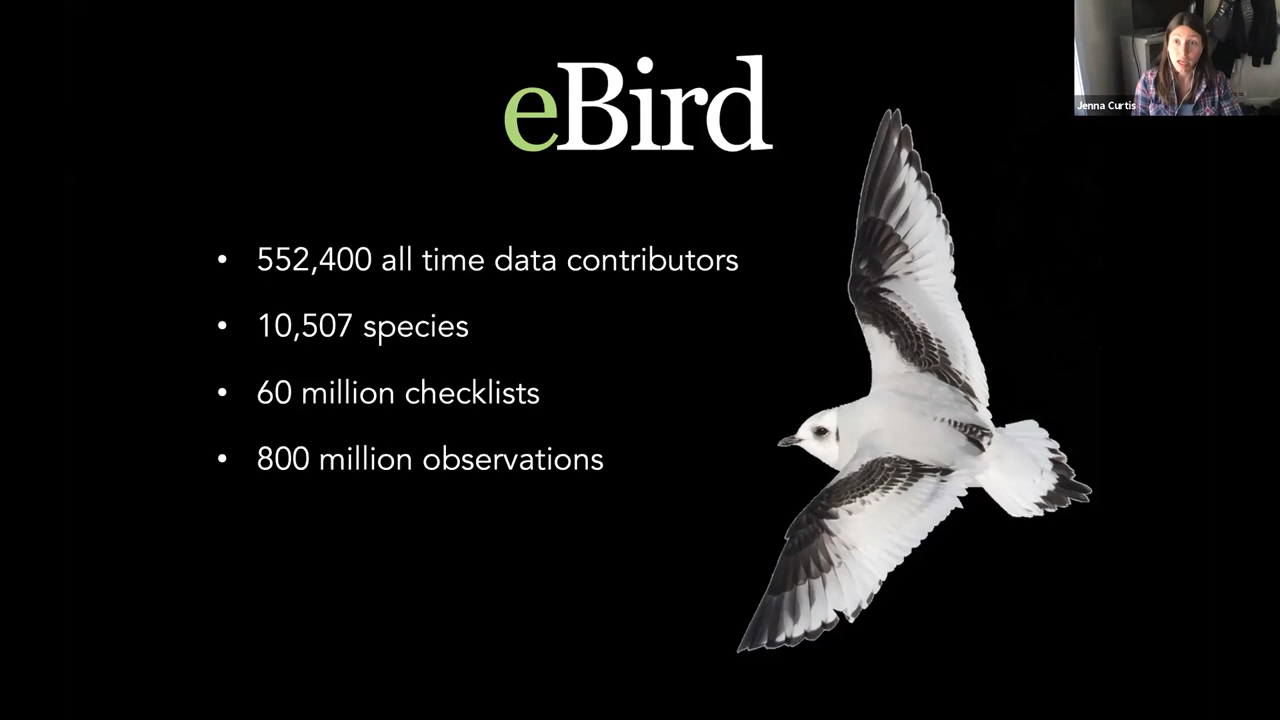 eBird
• 552,400 all time data contributors
• 10,507 species
• 60 million checklists
• 800 million observations
Jenna Curtis